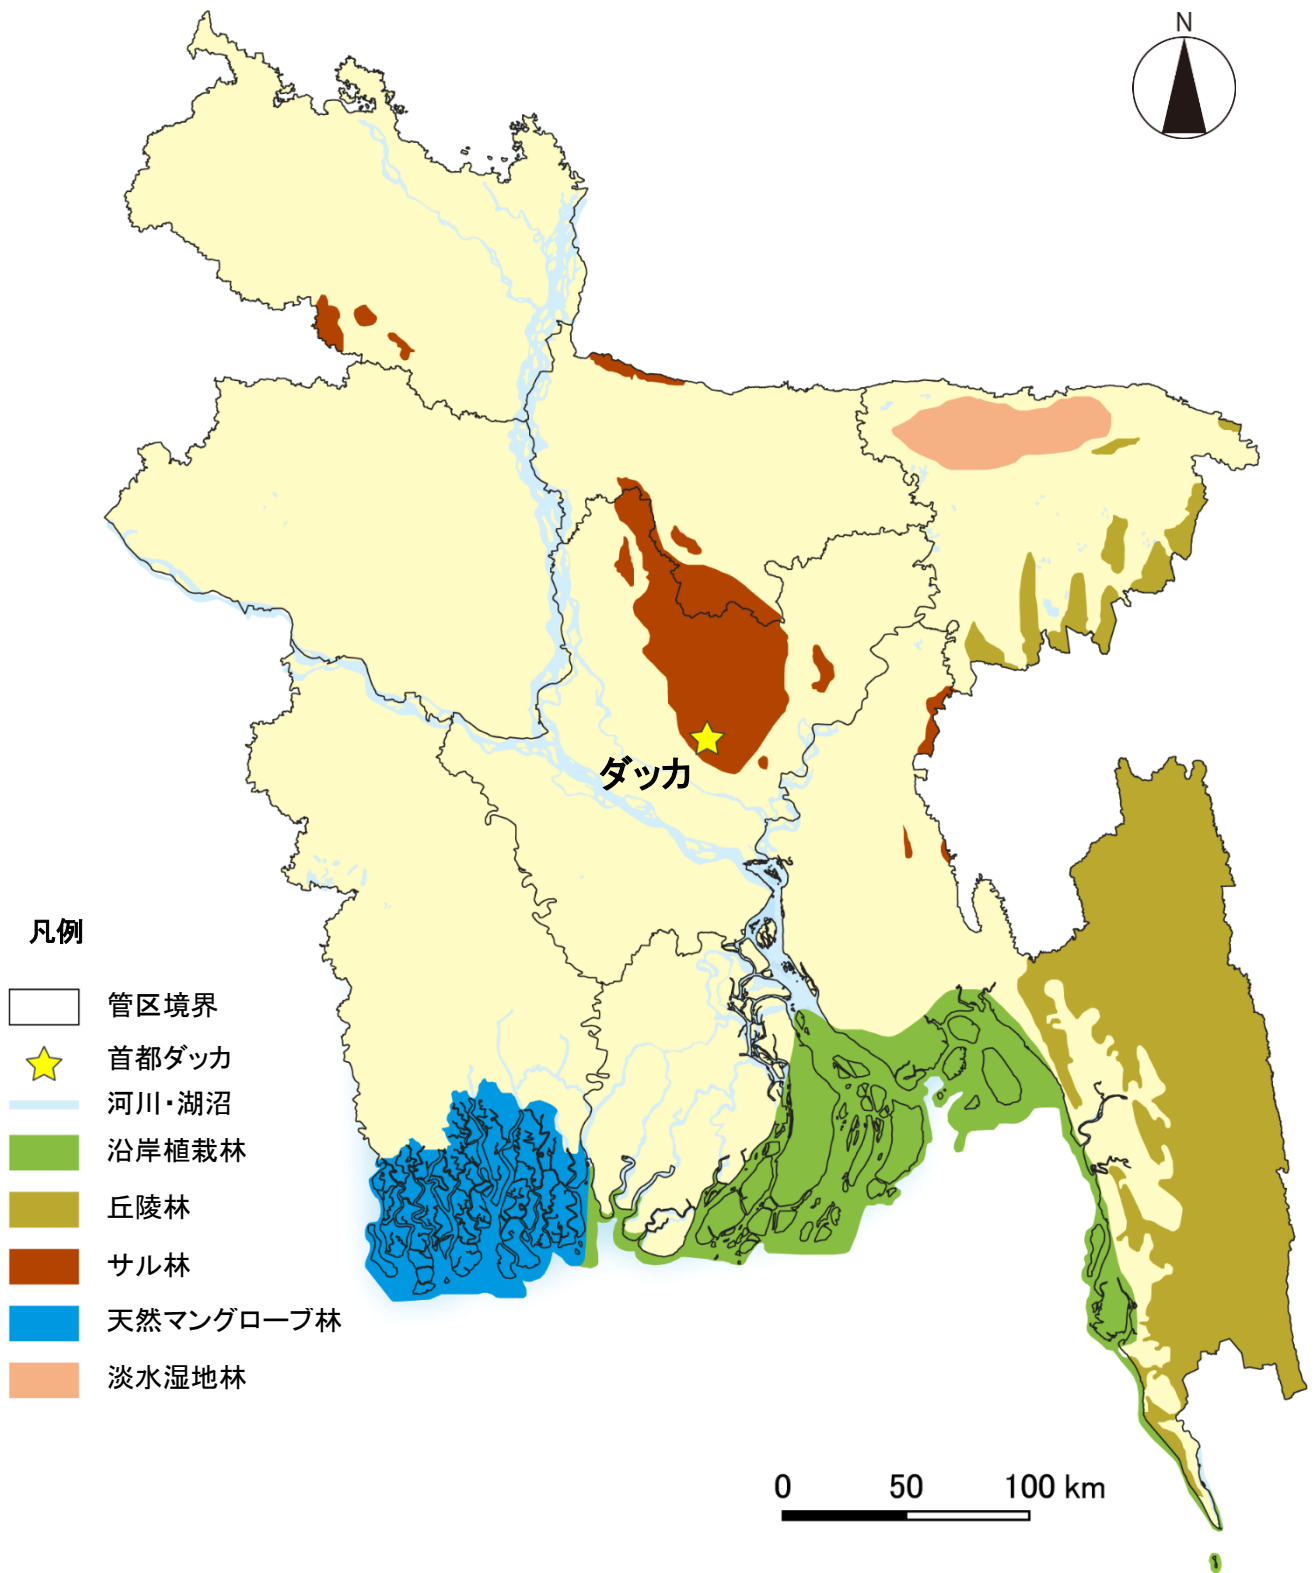 N
ダッカ
凡例
管区境界
首都ダッカ
河川・湖沼
沿岸植栽林
丘陵林
サル林
天然マングローブ林
淡水湿地林
0 50 100 km